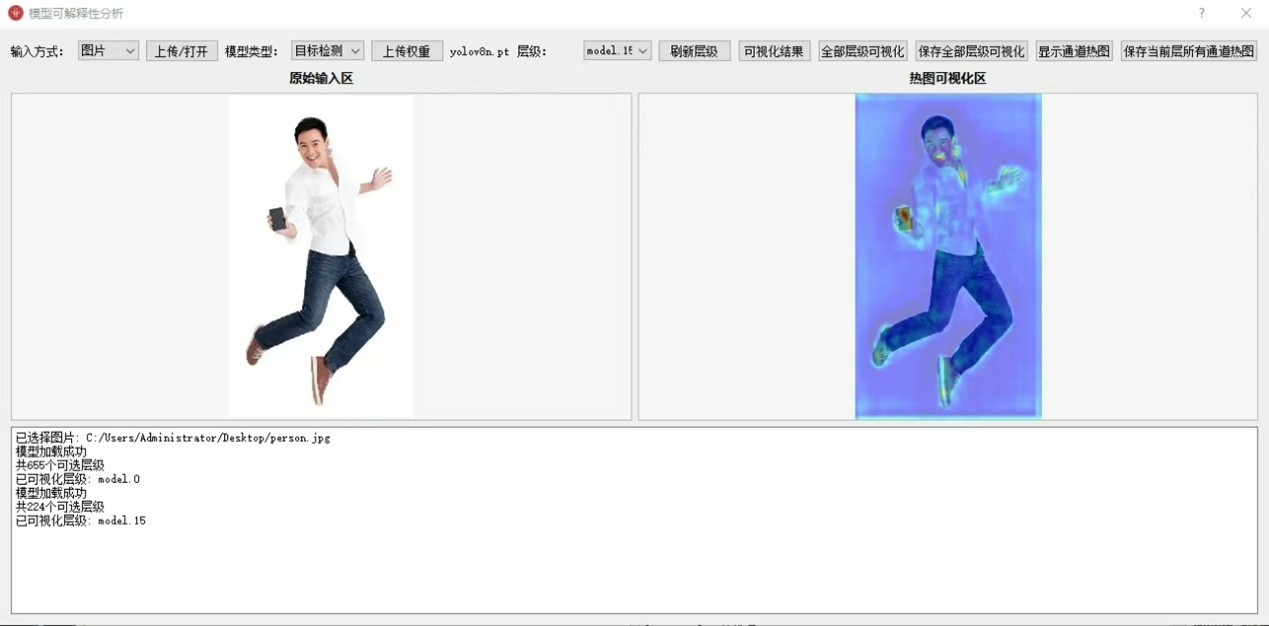 模型可解释性分析
输入方式: 图片 上传/打开 模型类型: 目标检测 上传权重 yolov8n.pt 层级: model.15 刷新层级 可视化结果 全部层级可视化 保存全部层级可视化 显示通道热图 保存当前层所有通道热图
原始输入区 热图可视化区
已选择图片: C:/Users/Administrator/Desktop/person.jpg
模型加载成功
共655个可选层级
已可视化层级: model.0
模型加载成功
共224个可选层级
已可视化层级: model.15